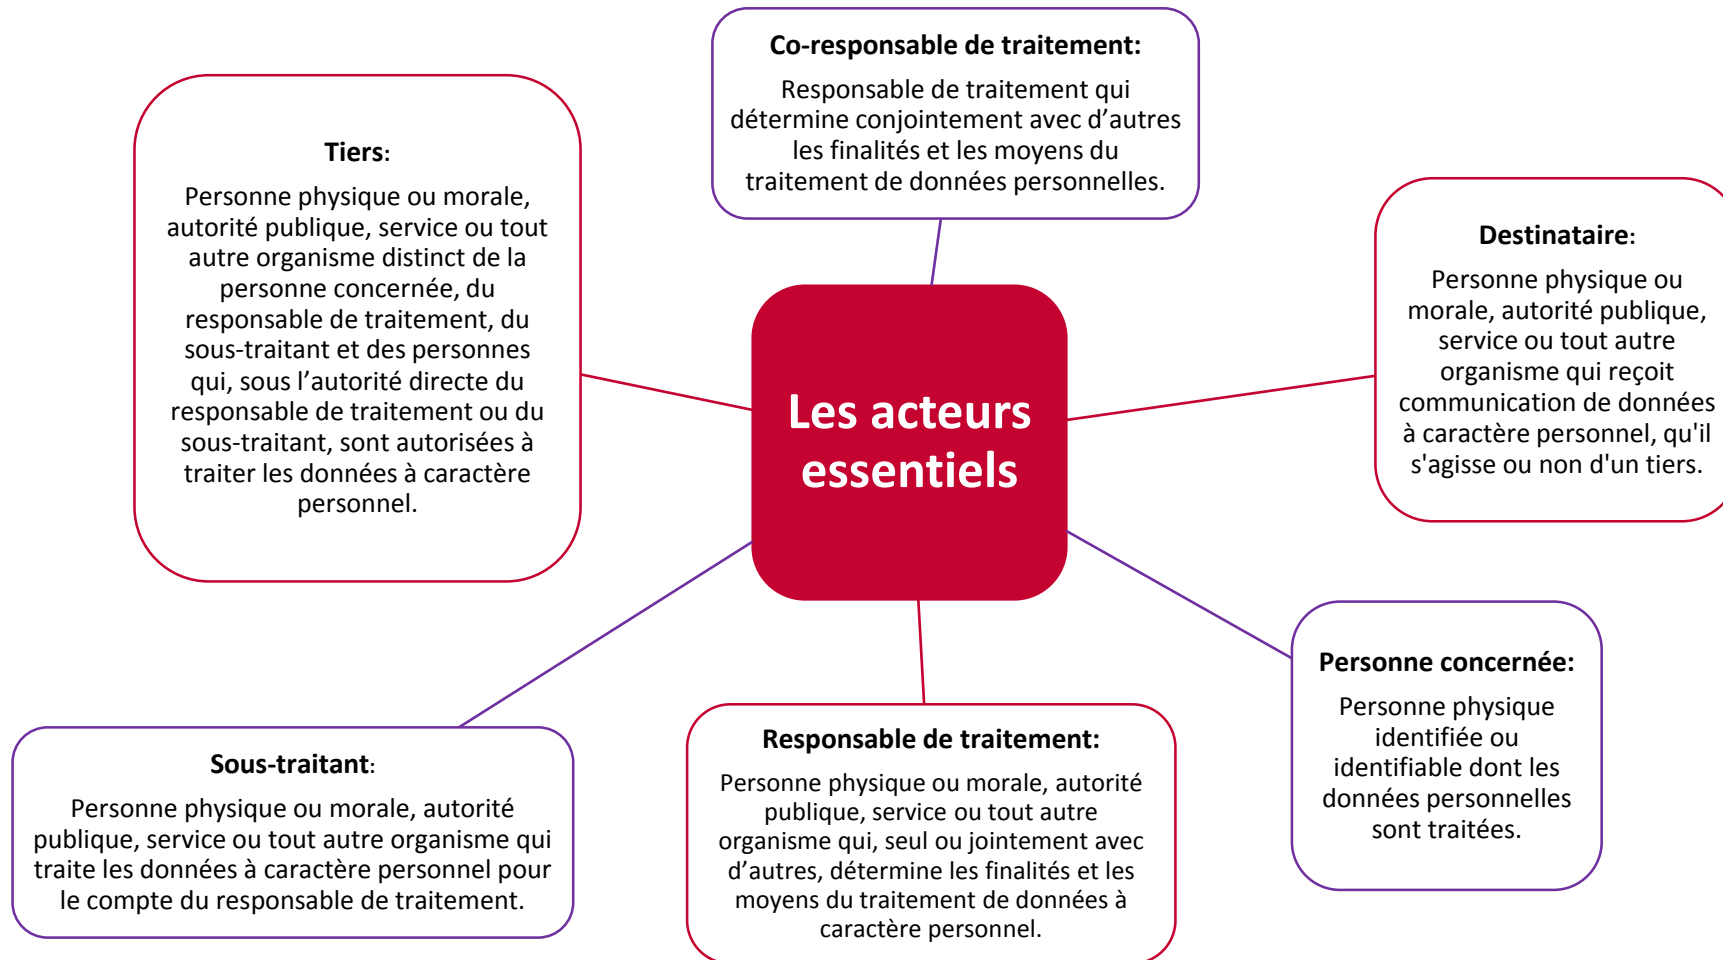 Co-responsable de traitement:
Responsable de traitement qui
détermine conjointement avec d’autres
les finalités et les moyens du
traitement de données personnelles.
Tiers:
Personne physique ou morale,
autorité publique, service ou tout
autre organisme distinct de la
personne concernée, du
responsable de traitement, du
sous-traitant et des personnes
qui, sous l’autorité directe du
responsable de traitement ou du
sous-traitant, sont autorisées à
traiter les données à caractère
personnel.
Destinataire:
Personne physique ou
morale, autorité publique,
service ou tout autre
organisme qui reçoit
communication de données
à caractère personnel, qu'il
s'agisse ou non d'un tiers.
Les acteurs
essentiels
Personne concernée:
Personne physique
identifiée ou
identifiable dont les
données personnelles
sont traitées.
Sous-traitant:
Personne physique ou morale, autorité
publique, service ou tout autre organisme qui
traite les données à caractère personnel pour
le compte du responsable de traitement.
Responsable de traitement:
Personne physique ou morale, autorité
publique, service ou tout autre
organisme qui, seul ou jointement avec
d’autres, détermine les finalités et les
moyens du traitement de données à
caractère personnel.